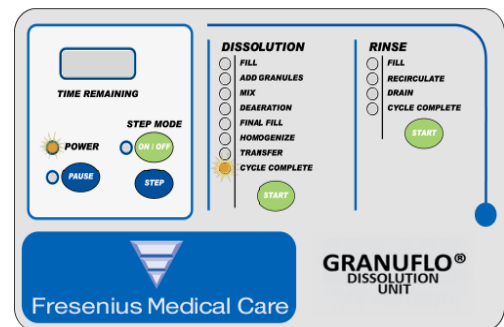 TIME REMAINING
STEP MODE
POWER
ON / OFF
PAUSE
STEP
DISSOLUTION
FILL
ADD GRANULES
MIX
DEAERATION
FINAL FILL
HOMOGENIZE
TRANSFER
CYCLE COMPLETE
START
RINSE
FILL
RECIRCULATE
DRAIN
CYCLE COMPLETE
START
Fresenius Medical Care
GRANUFLO®
DISSOLUTION
UNIT